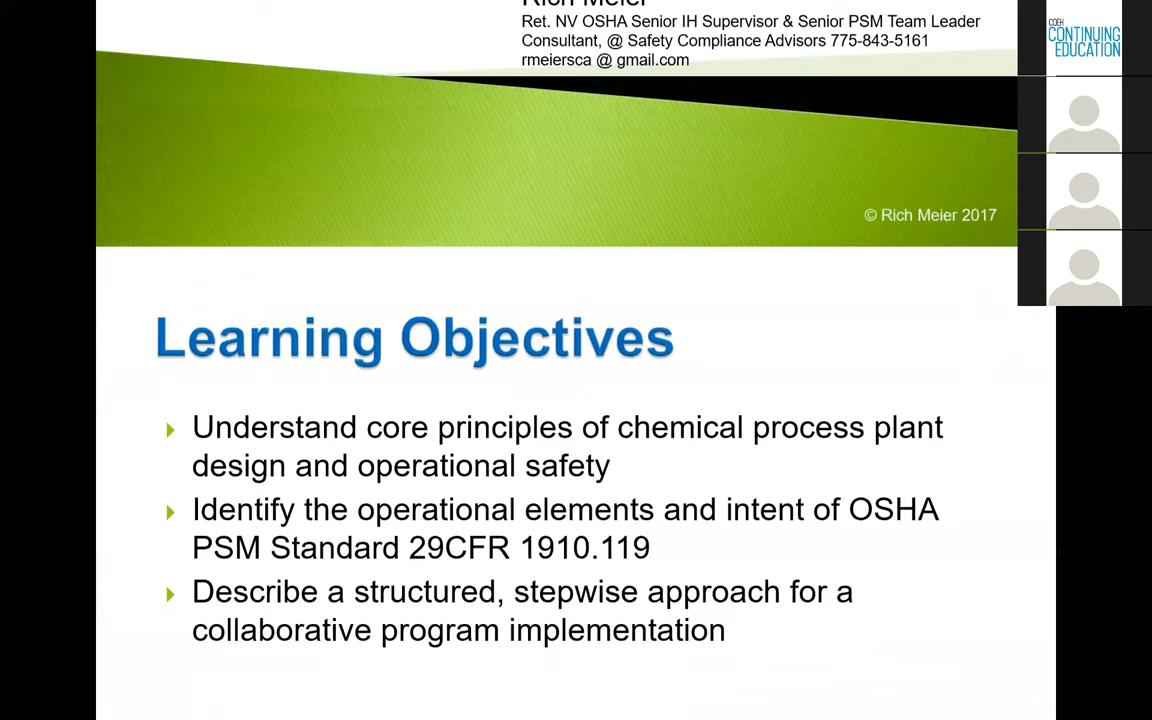 Rich Meier
Ret. NV OSHA Senior IH Supervisor & Senior PSM Team Leader
Consultant, @ Safety Compliance Advisors 775-843-5161
rmeiersca @ gmail.com
COEH
CONTINUING
EDUCATION
© Rich Meier 2017
Learning Objectives
Understand core principles of chemical process plant
design and operational safety
Identify the operational elements and intent of OSHA
PSM Standard 29CFR 1910.119
Describe a structured, stepwise approach for a
collaborative program implementation